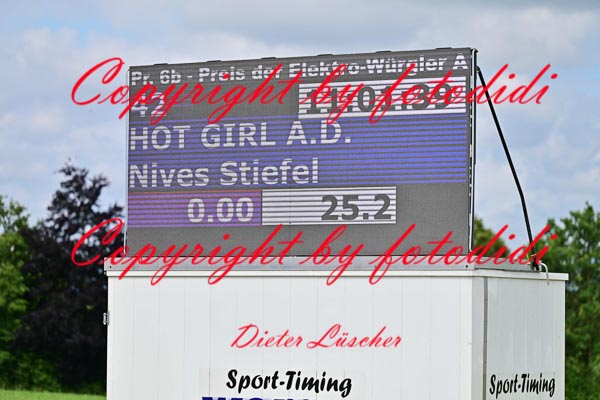 Pr. 6b - Preis der Elektro-Würmler A
Copyright by fotodidi
HOT GIRL A.D.
Nives Stiefel
0.00 25.2
Copyright by fotodidi
Dieter Lüscher
Sport-Timing Sport-Timing